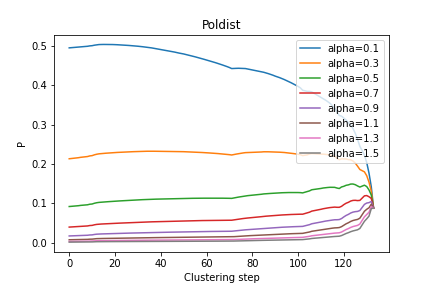 Poldist
0.5
0.4
0.3
0.2
0.1
0.0
P
0
20
40
60
80
100
120
Clustering step
alpha=0.1
alpha=0.3
alpha=0.5
alpha=0.7
alpha=0.9
alpha=1.1
alpha=1.3
alpha=1.5